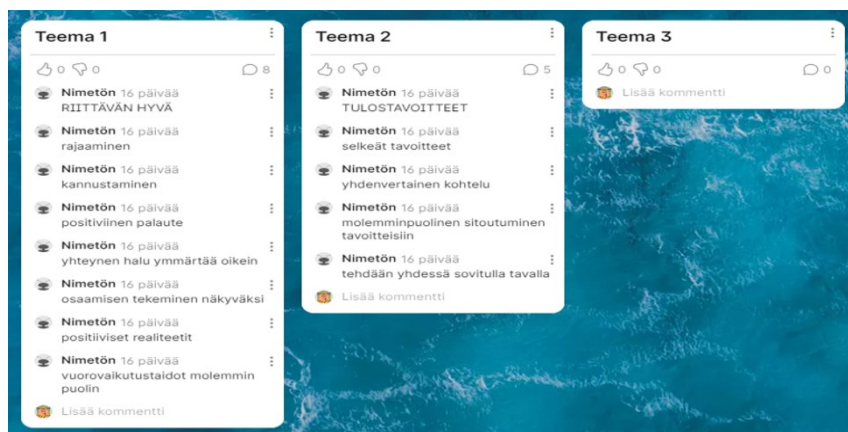 Teema 1
0 0 8
Nimetön 16 päivää
RIITTÄVÄN HYVÄ
Nimetön 16 päivää
rajaaminen
Nimetön 16 päivää
kannustaminen
Nimetön 16 päivää
positiviinen palaute
Nimetön 16 päivää
yhteynen halu ymmärtää oikein
Nimetön 16 päivää
osaamisen tekeminen näkyväksi
Nimetön 16 päivää
positiiviset realiteetit
Nimetön 16 päivää
vuorovaikutustaidot molemmin
puolin
Lisää kommentti
Teema 2
0 0 5
Nimetön 16 päivää
TULOSTAVOITTEET
Nimetön 16 päivää
selkeät tavoitteet
Nimetön 16 päivää
yhdenvertainen kohtelu
Nimetön 16 päivää
molemminpuolinen sitoutuminen
tavoitteisiin
Nimetön 16 päivää
tehdään yhdessä sovitulla tavalla
Lisää kommentti
Teema 3
0 0 0
Lisää kommentti